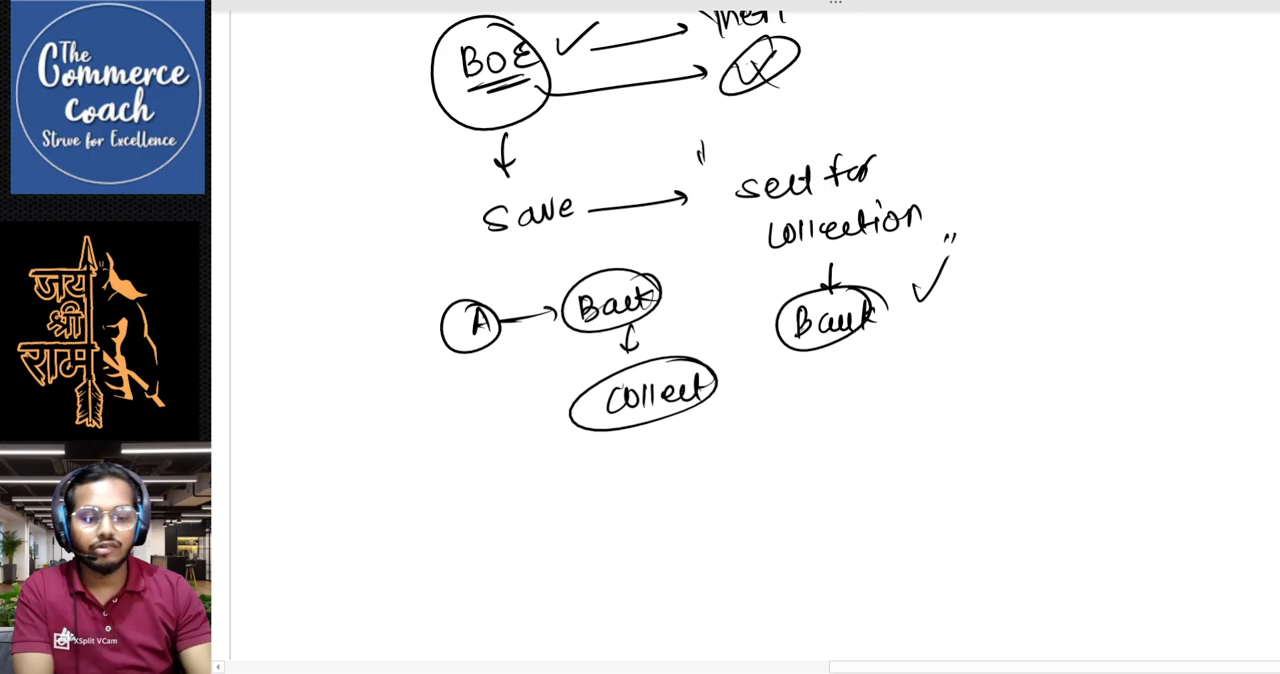 The
Commerce
Coach
Strive for Excellence
जय
श्री
राम
XSplit VCam
BOE
Save
sent for
collection
A
Bank
Bank
Collect